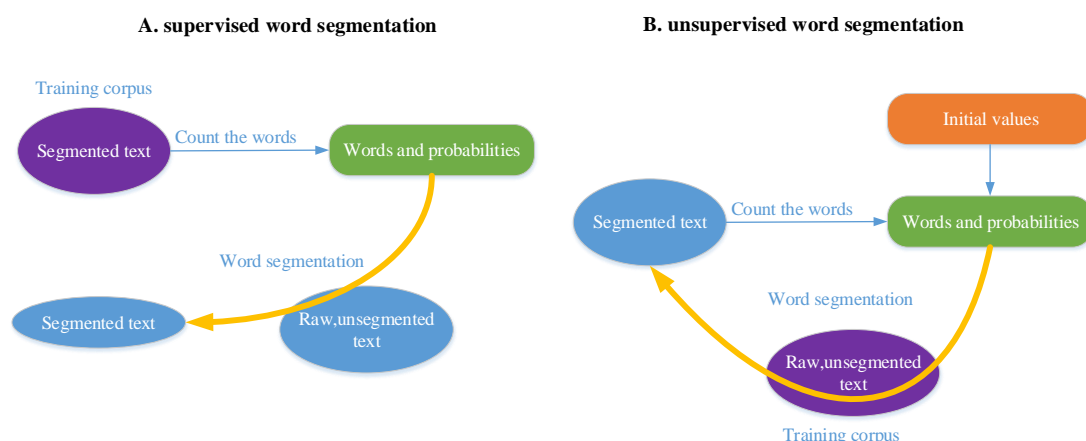 A. supervised word segmentation
Training corpus
Segmented text
Count the words
Words and probabilities
Word segmentation
Segmented text
Raw,unsegmented
text
B. unsupervised word segmentation
Initial values
Segmented text
Count the words
Words and probabilities
Word segmentation
Raw,unsegmented
text
Training corpus